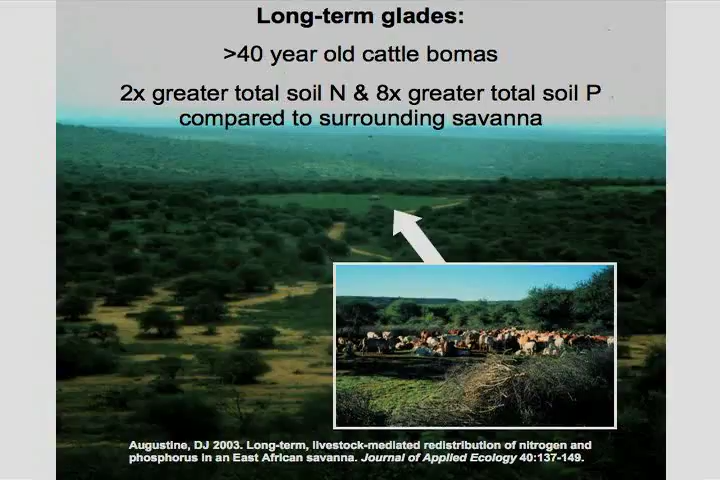 Long-term glades:
>40 year old cattle bomas
2x greater total soil N & 8x greater total soil P
compared to surrounding savanna
Augustine, DJ 2003. Long-term, livestock-mediated redistribution of nitrogen and
phosphorus in an East African savanna. Journal of Applied Ecology 40:137-149.